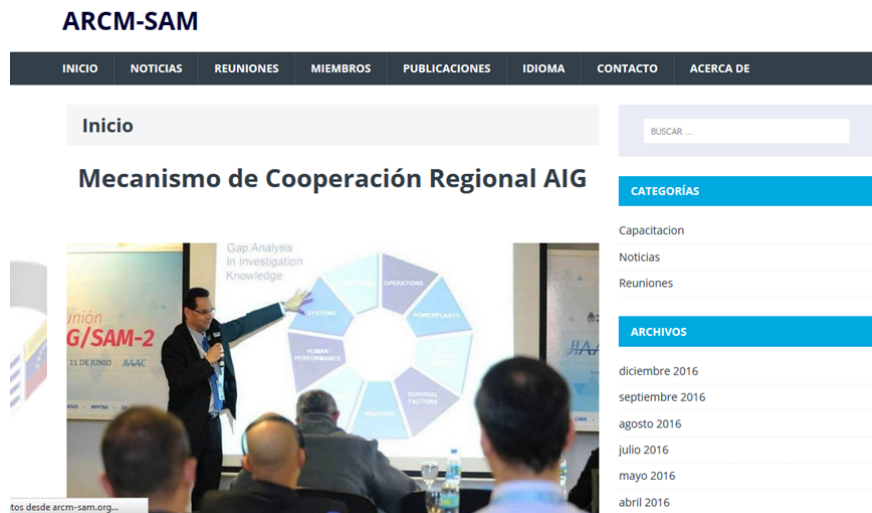 ARCM-SAM
INICIO NOTICIAS REUNIONES MIEMBROS PUBLICACIONES IDIOMA CONTACTO ACERCA DE
Inicio
Mecanismo de Cooperación Regional AIG
Gap Analysis
In Investigation
Knowledge
OPERATIONS
SYSTEMS
POWERPLANTS
HUMAN
PERFORMANCE
SURVIVAL
FACTORS
WEATHER
unión
G/SAM-2
11 DE JUNIO JIAAC
BUSCAR ...
CATEGORÍAS
Capacitacion
Noticias
Reuniones
ARCHIVOS
diciembre 2016
septiembre 2016
agosto 2016
julio 2016
mayo 2016
abril 2016
tos desde arcm-sam.org...